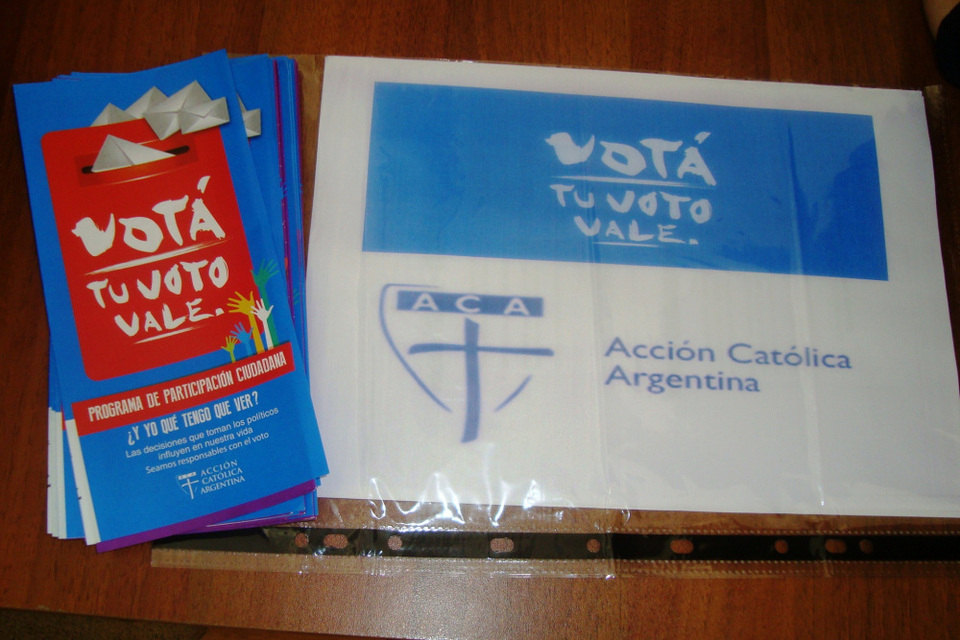 VOTÁ
TU VOTO
VALE.
PROGRAMA DE PARTICIPACIÓN CIUDADANA
¿Y YO QUÉ TENGO QUE VER?
Las decisiones que toman los políticos
influyen en nuestra vida
Seamos responsables con el voto
ACCIÓN
CATÓLICA
ARGENTINA
VOTÁ
TU VOTO
VALE.
ACA
Acción Católica
Argentina